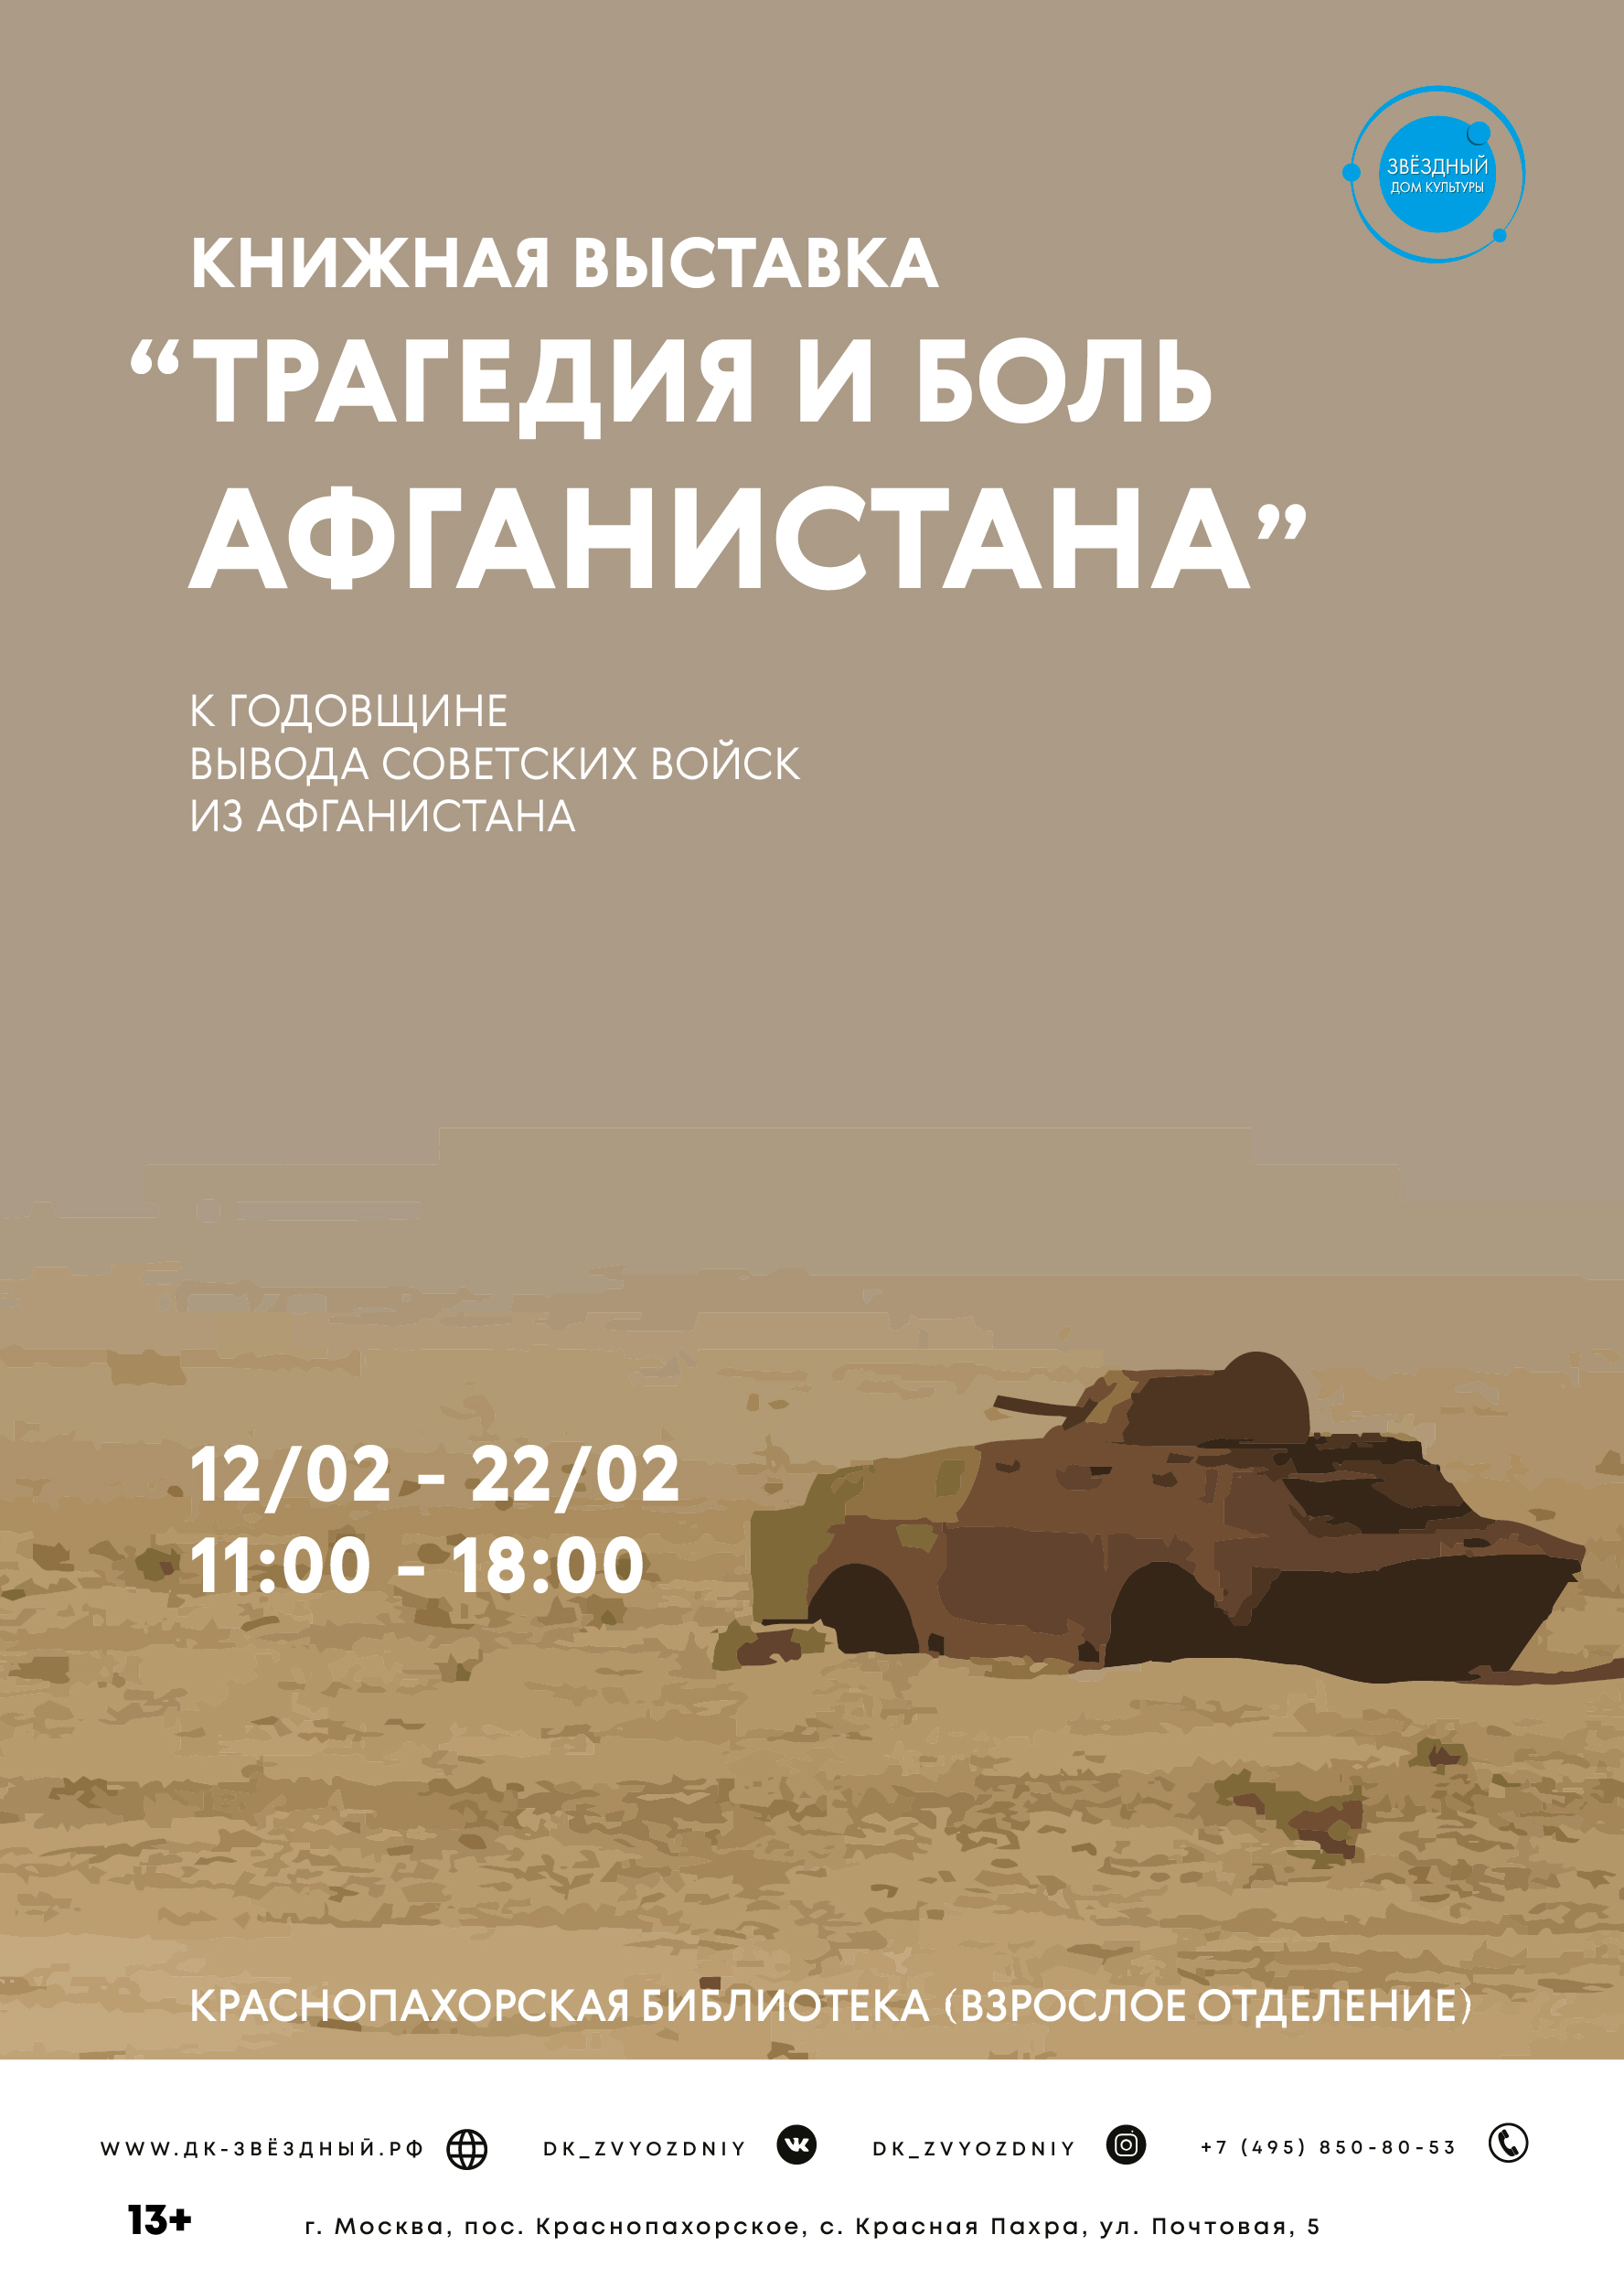 ЗВЁЗДНЫЙ
ДОМ КУЛЬТУРЫ
КНИЖНАЯ ВЫСТАВКА
“ТРАГЕДИЯ И БОЛЬ
АФГАНИСТАНА”
К ГОДОВЩИНЕ
ВЫВОДА СОВЕТСКИХ ВОЙСК
ИЗ АФГАНИСТАНА
12/02 - 22/02
11:00 - 18:00
КРАСНОПАХОРСКАЯ БИБЛИОТЕКА (ВЗРОСЛОЕ ОТДЕЛЕНИЕ)
WWW.ДК-ЗВЁЗДНЫЙ.РФ DK_ZVYOZDNIY DK_ZVYOZDNIY +7 (495) 850-80-53
13+ г. Москва, пос. Краснопахорское, с. Красная Пахра, ул. Почтовая, 5